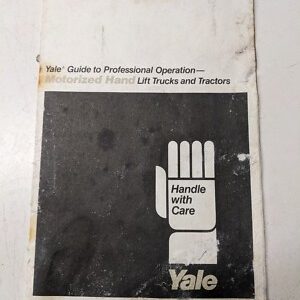 Yale® Guide to Professional Operation—
Motorized Hand Lift Trucks and Tractors
Handle
with
Care
Yale